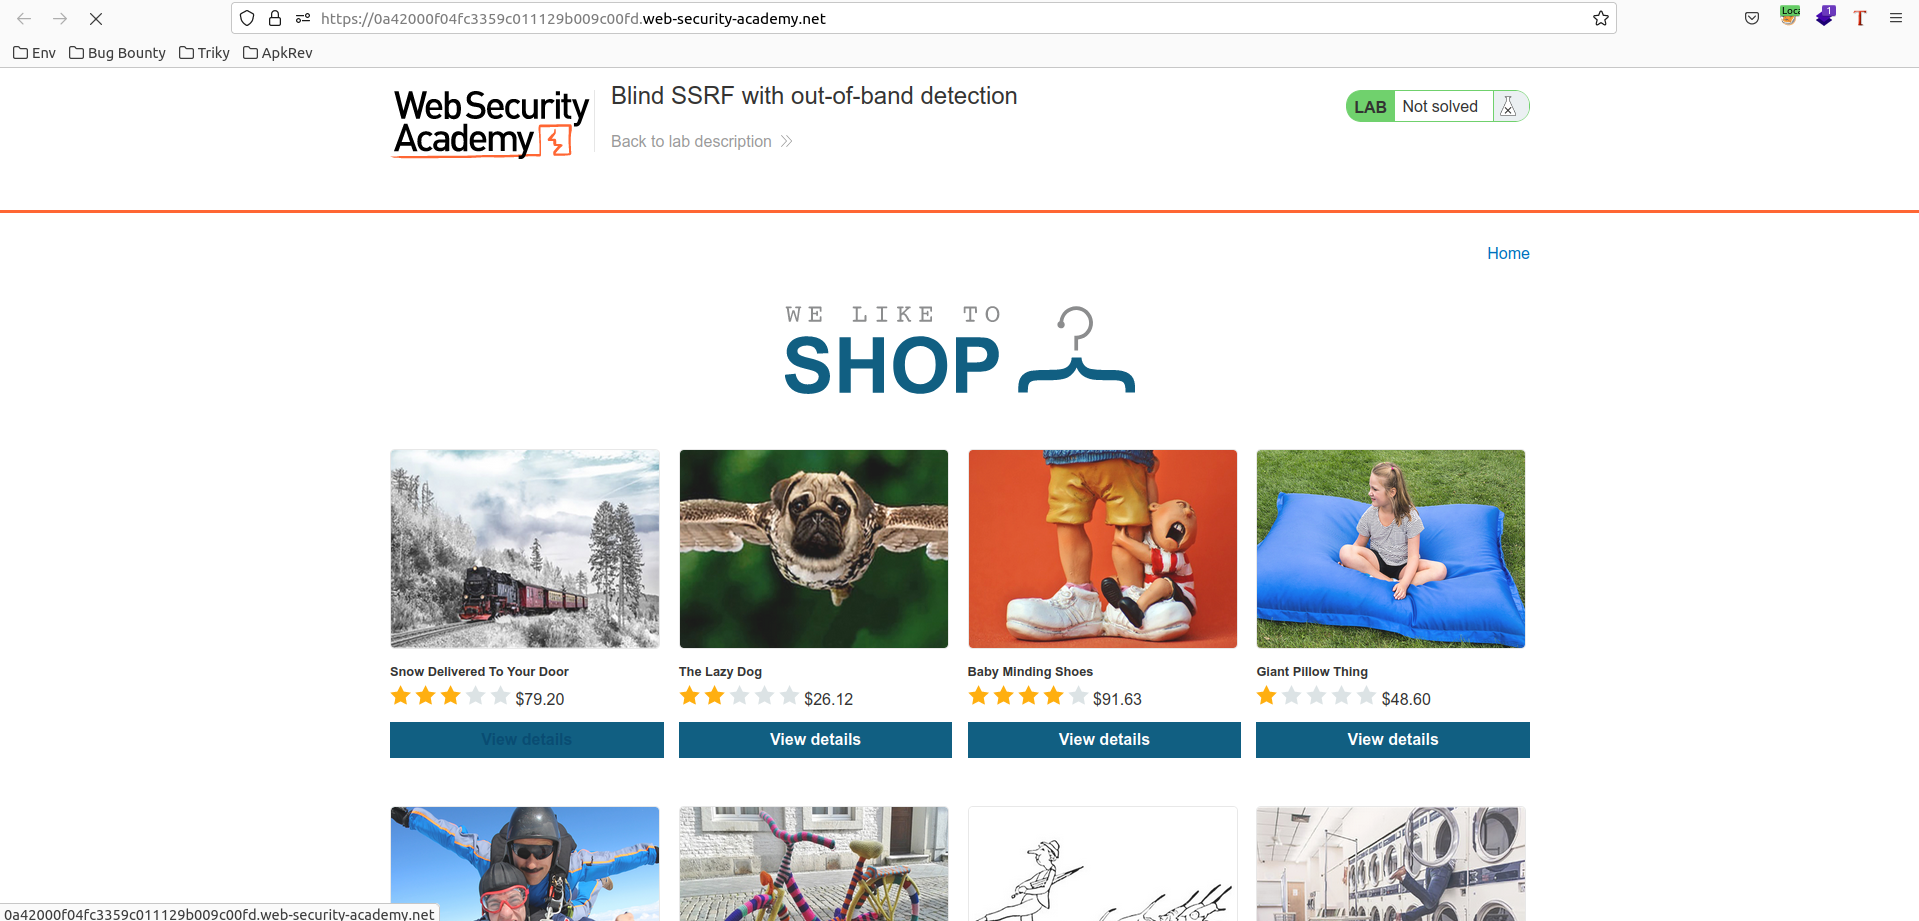 https://0a42000f04fc3359c011129b009c00fd.web-security-academy.net
Loca
1
T
Env Bug Bounty Triky ApkRev
WebSecurity
Academy
Blind SSRF with out-of-band detection
Back to lab description
LAB Not solved
Home
WE LIKE TO
SHOP
Snow Delivered To Your Door
$79.20
View details
The Lazy Dog
$26.12
View details
Baby Minding Shoes
$91.63
View details
Giant Pillow Thing
$48.60
View details
0a42000f04fc3359c011129b009c00fd.web-security-academy.net